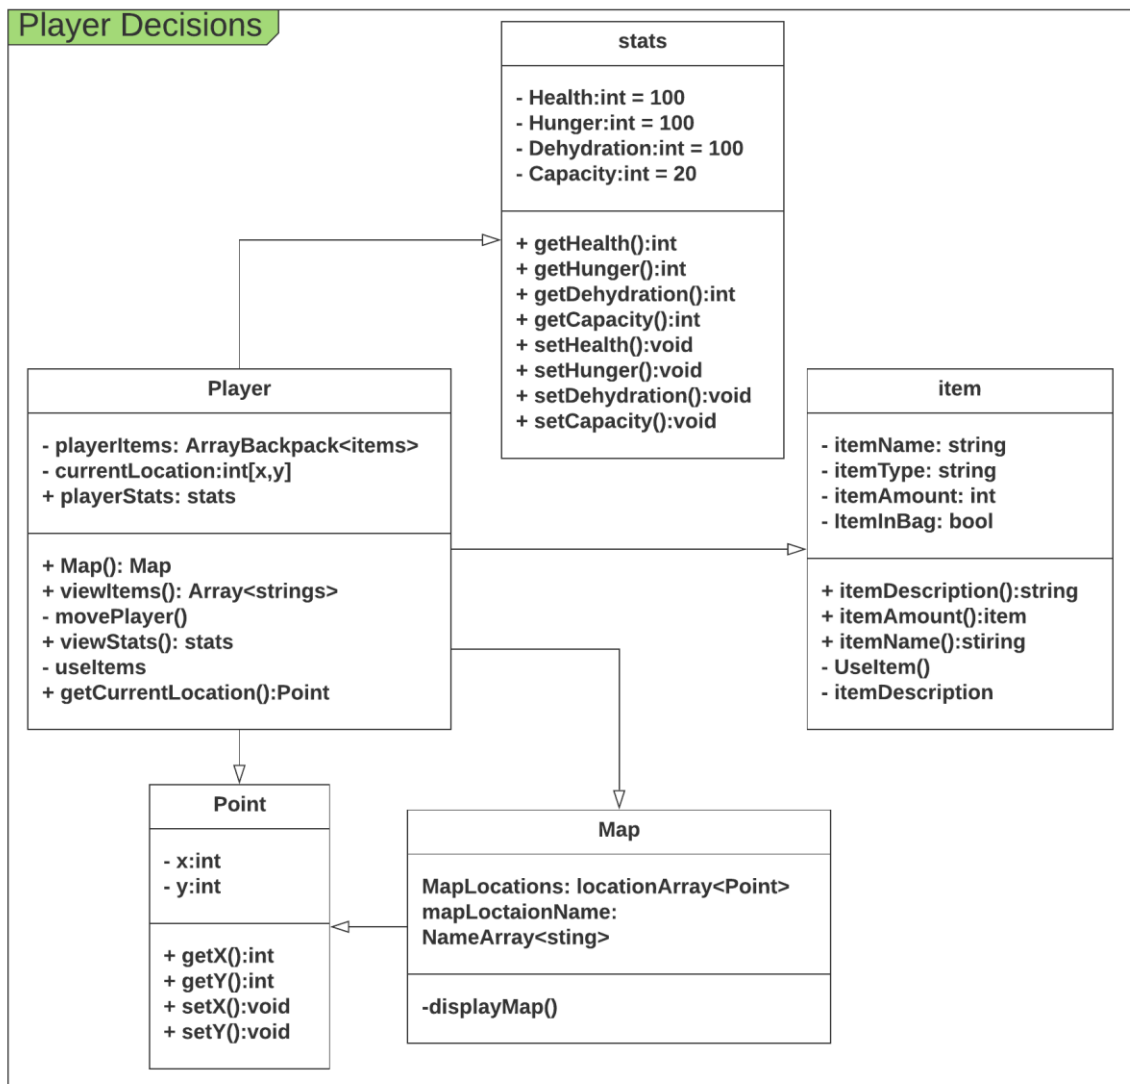 Player Decisions
stats
- Health:int = 100
- Hunger:int = 100
- Dehydration:int = 100
- Capacity:int = 20
+ getHealth():int
+ getHunger():int
+ getDehydration():int
+ getCapacity():int
+ setHealth():void
+ setHunger():void
+ setDehydration():void
+ setCapacity():void
Player
- playerItems: ArrayBackpack<items>
- currentLocation:int[x,y]
+ playerStats: stats
+ Map(): Map
+ viewItems(): Array<strings>
- movePlayer()
+ viewStats(): stats
- useItems
+ getCurrentLocation():Point
item
- itemName: string
- itemType: string
- itemAmount: int
- ItemInBag: bool
+ itemDescription():string
+ itemAmount():item
+ itemName():stiring
- UseItem()
- itemDescription
Point
- x:int
- y:int
+ getX():int
+ getY():int
+ setX():void
+ setY():void
Map
MapLocations: locationArray<Point>
mapLoctaionName:
NameArray<sting>
-displayMap()